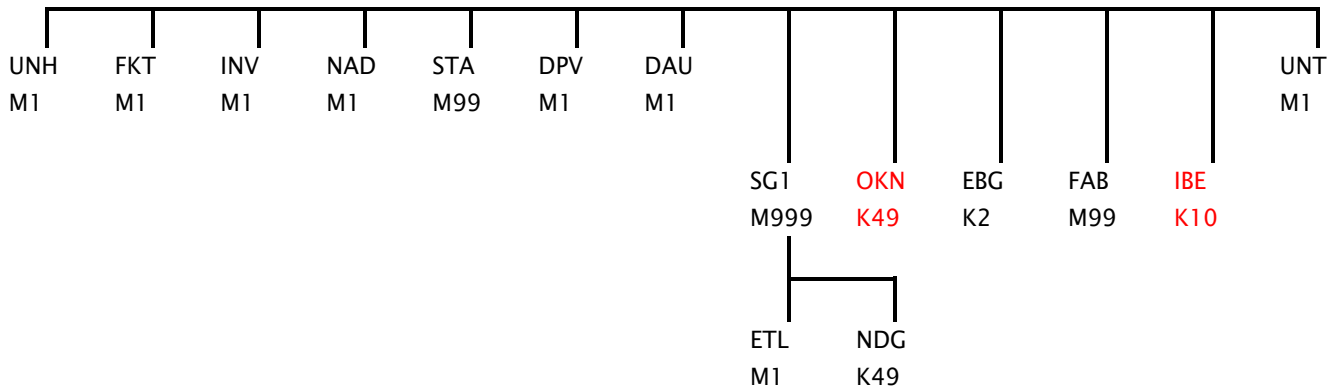 UNH FKT INV NAD STA DPV DAU UNT
M1 M1 M1 M1 M99 M1 M1 M1
SG1 OKN EBG FAB IBE
M999 K49 K2 M99 K10
ETL NDG
M1 K49